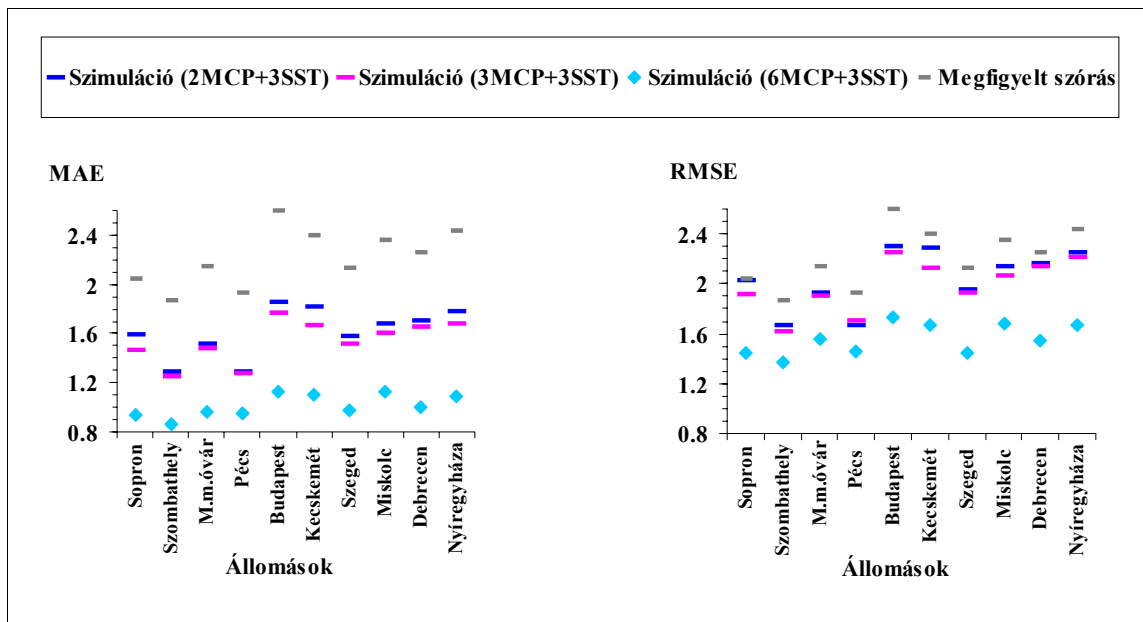 Szimuláció (2MCP+3SST) Szimuláció (3MCP+3SST) Szimuláció (6MCP+3SST) Megfigyelt szórás
MAE
2.4
2
1.6
1.2
0.8
Sopron
Szombathely
M.m.óvár
Pécs
Budapest
Kecskemét
Szeged
Miskolc
Debrecen
Nyíregyháza
Állomások
RMSE
2.4
2
1.6
1.2
0.8
Sopron
Szombathely
M.m.óvár
Pécs
Budapest
Kecskemét
Szeged
Miskolc
Debrecen
Nyíregyháza
Állomások